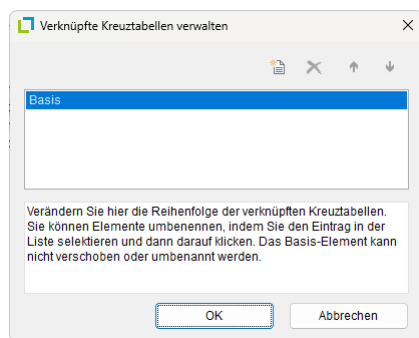 Verknüpfte Kreuztabellen verwalten
Basis
Verändern Sie hier die Reihenfolge der verknüpften Kreuztabellen.
Sie können Elemente umbenennen, indem Sie den Eintrag in der
Liste selektieren und dann darauf klicken. Das Basis-Element kann
nicht verschoben oder umbenannt werden.
OK
Abbrechen